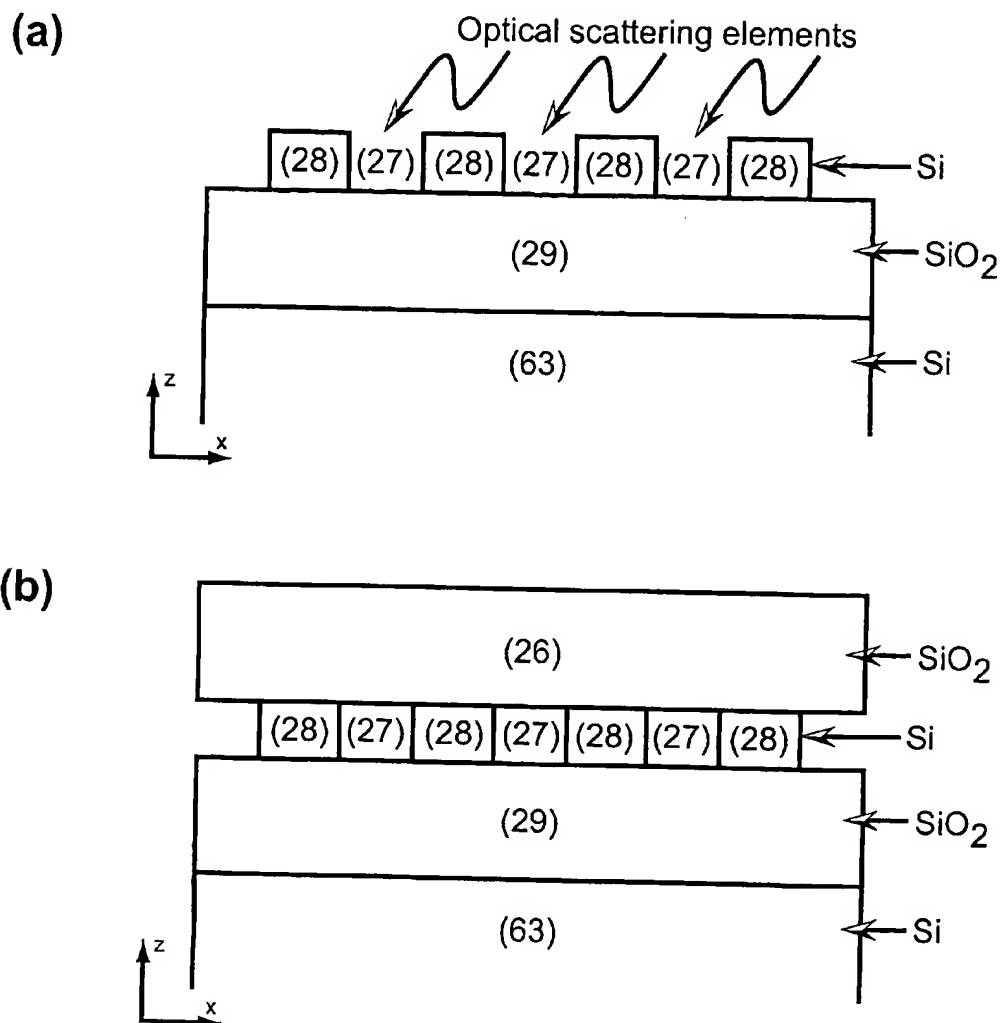 (a)
Optical scattering elements
(28) (27) (28) (27) (28) (27) (28) Si
(29) SiO2
(63) Si
z
x
(b)
(26) SiO2
(28) (27) (28) (27) (28) (27) (28) Si
(29) SiO2
(63) Si
z
x